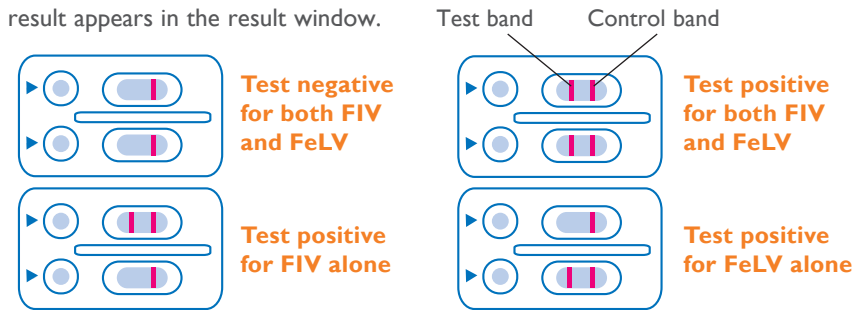 result appears in the result window.
Test band
Control band
Test negative
for both FIV
and FeLV
Test positive
for both FIV
and FeLV
Test positive
for FIV alone
Test positive
for FeLV alone